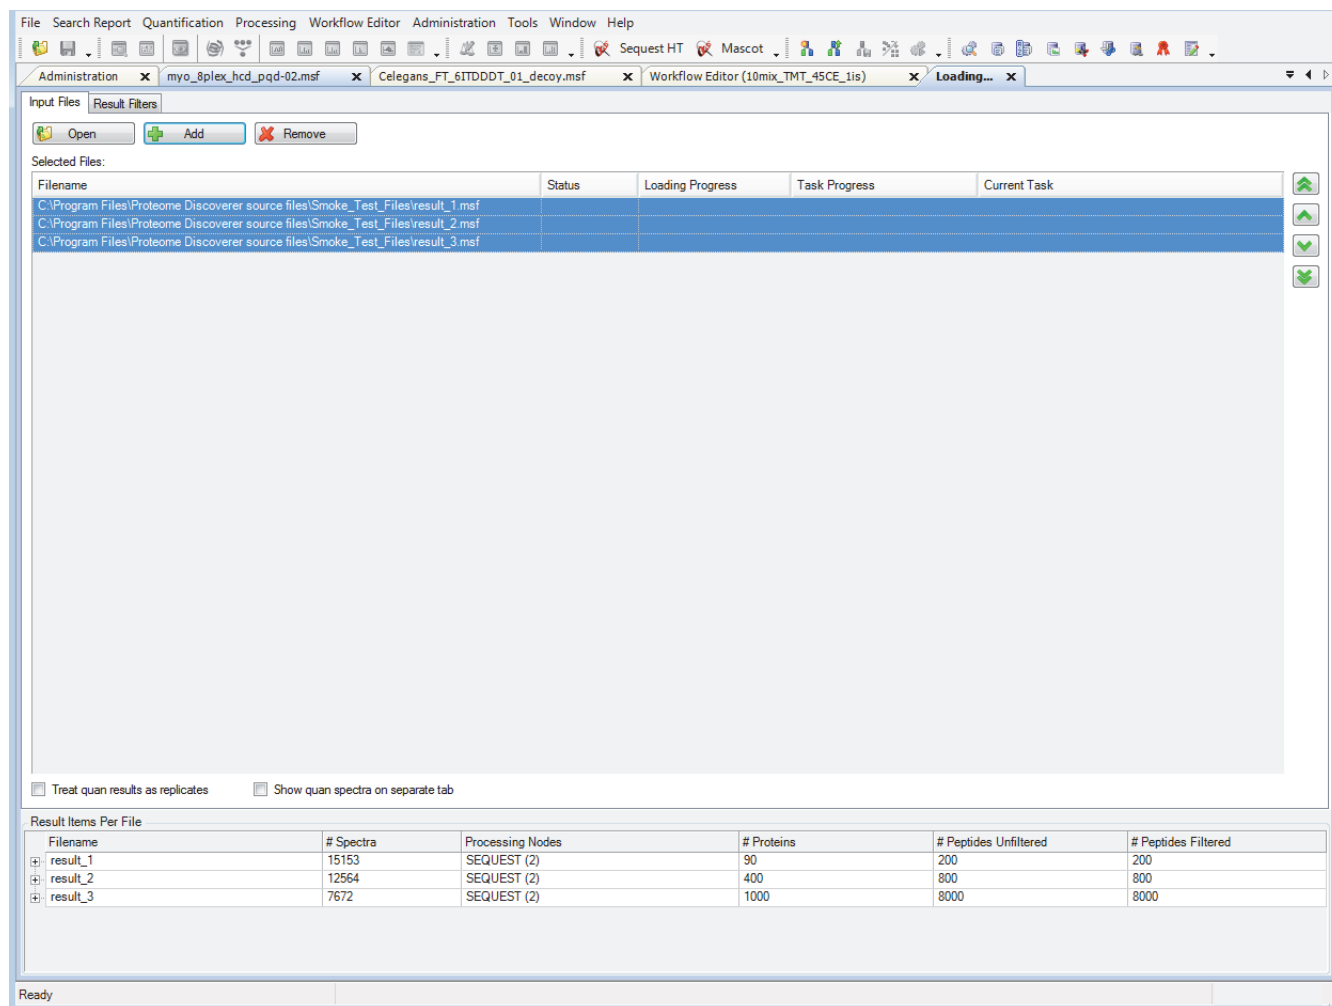 File Search Report Quantification Processing Workflow Editor Administration Tools Window Help
Sequest HT Mascot
Administration myo_8plex_hcd_pqd-02.msf Celegans_FT_6ITDDDT_01_decoy.msf Workflow Editor (10mix_TMT_45CE_1is) Loading...
Input Files Result Filters
Open Add Remove
Selected Files:
Filename Status Loading Progress Task Progress Current Task
C:\Program Files\Proteome Discoverer source files\Smoke_Test_Files\result_1.msf
C:\Program Files\Proteome Discoverer source files\Smoke_Test_Files\result_2.msf
C:\Program Files\Proteome Discoverer source files\Smoke_Test_Files\result_3.msf
Treat quan results as replicates Show quan spectra on separate tab
Result Items Per File
Filename # Spectra Processing Nodes # Proteins # Peptides Unfiltered # Peptides Filtered
result_1 15153 SEQUEST (2) 90 200 200
result_2 12564 SEQUEST (2) 400 800 800
result_3 7672 SEQUEST (2) 1000 8000 8000
Ready